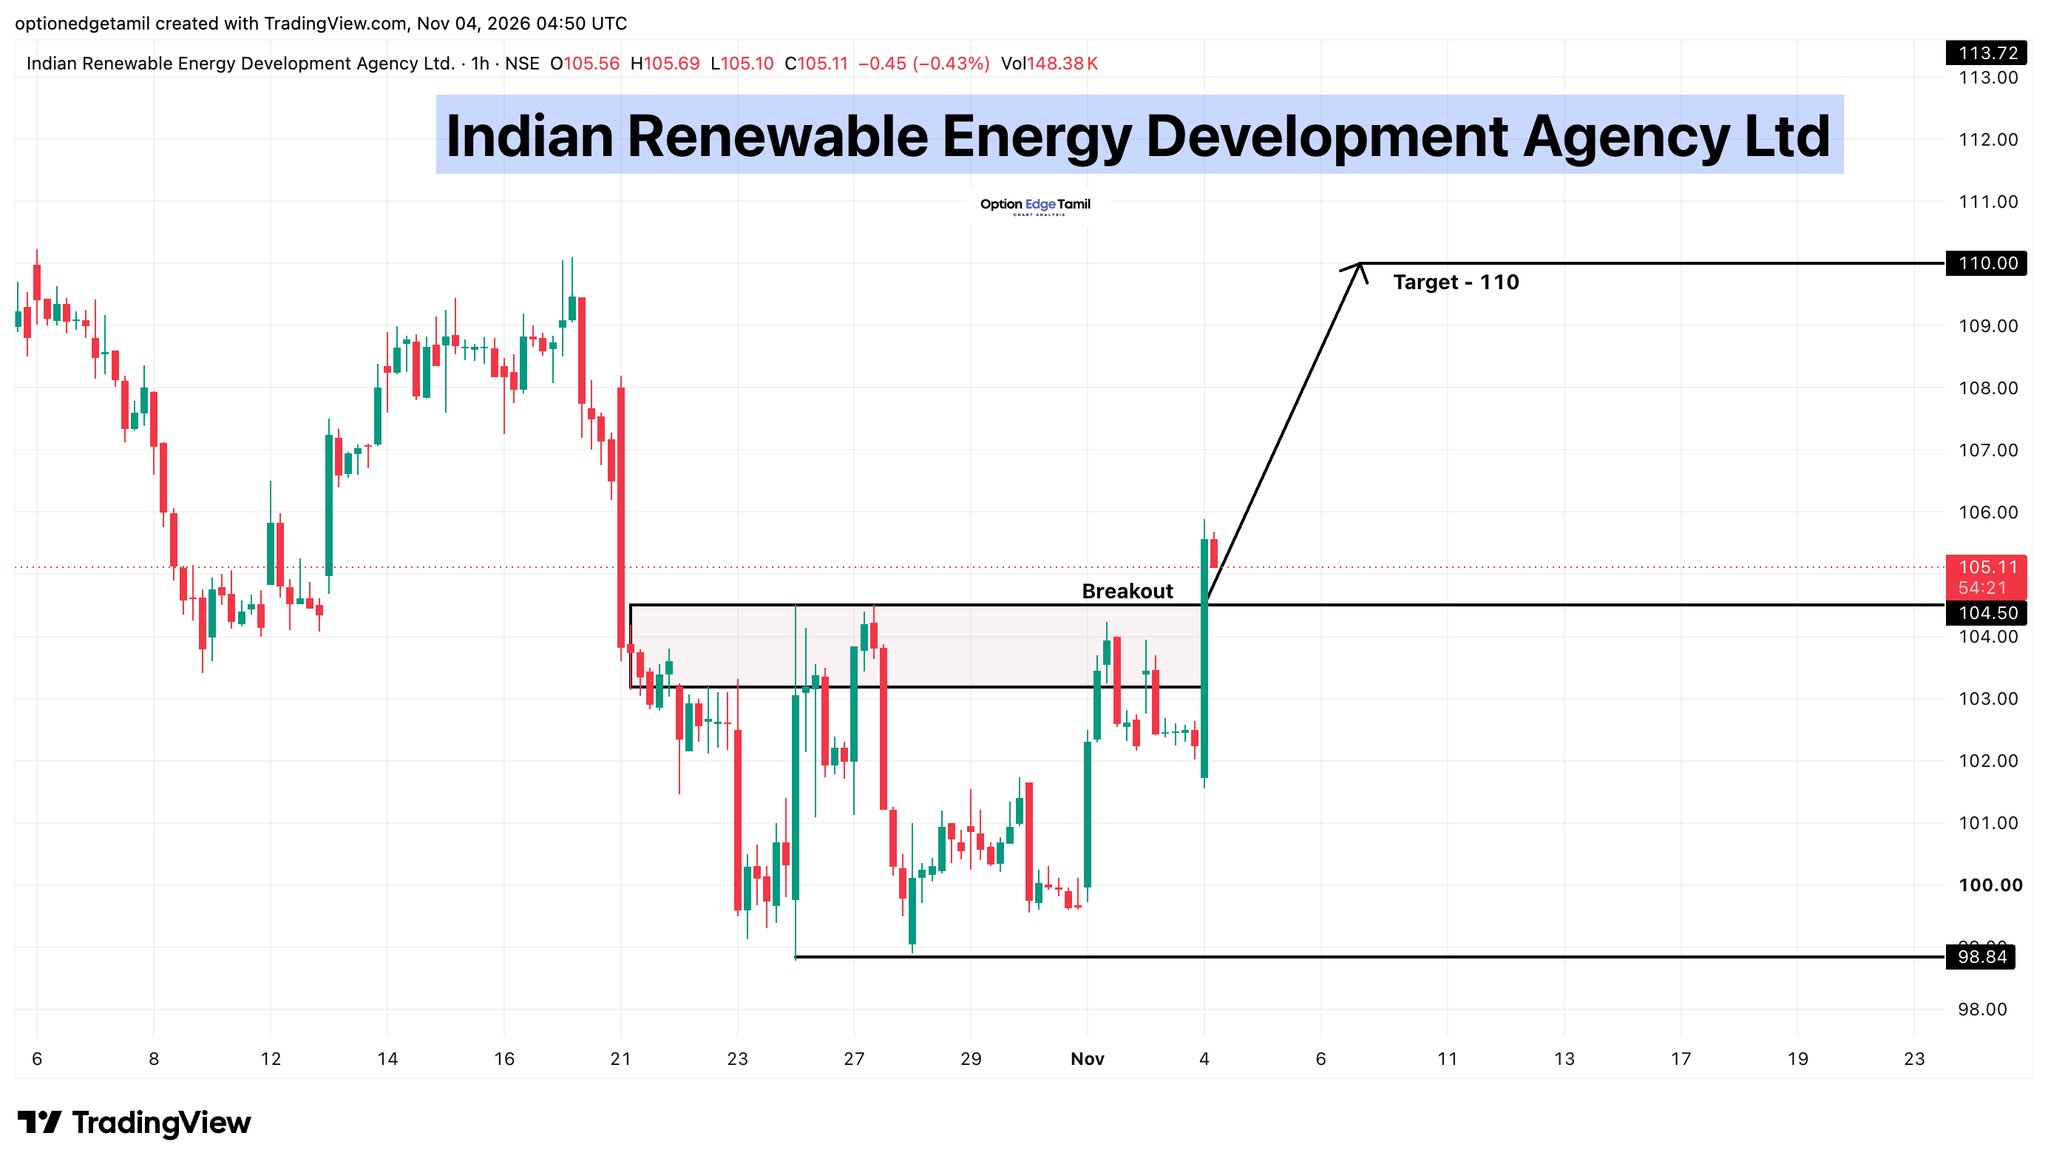 optionedgetamil created with TradingView.com, Nov 04, 2026 04:50 UTC
Indian Renewable Energy Development Agency Ltd. · 1h · NSE O105.56 H105.69 L105.10 C105.11 −0.45 (−0.43%) Vol148.38 K
Indian Renewable Energy Development Agency Ltd
Option Edge Tamil
CHART ANALYSIS
Target - 110
Breakout
113.72
113.00
112.00
111.00
110.00
109.00
108.00
107.00
106.00
105.11
54:21
104.50
104.00
103.00
102.00
101.00
100.00
98.84
98.00
6 8 12 14 16 21 23 27 29 Nov 4 6 11 13 17 19 23
TradingView